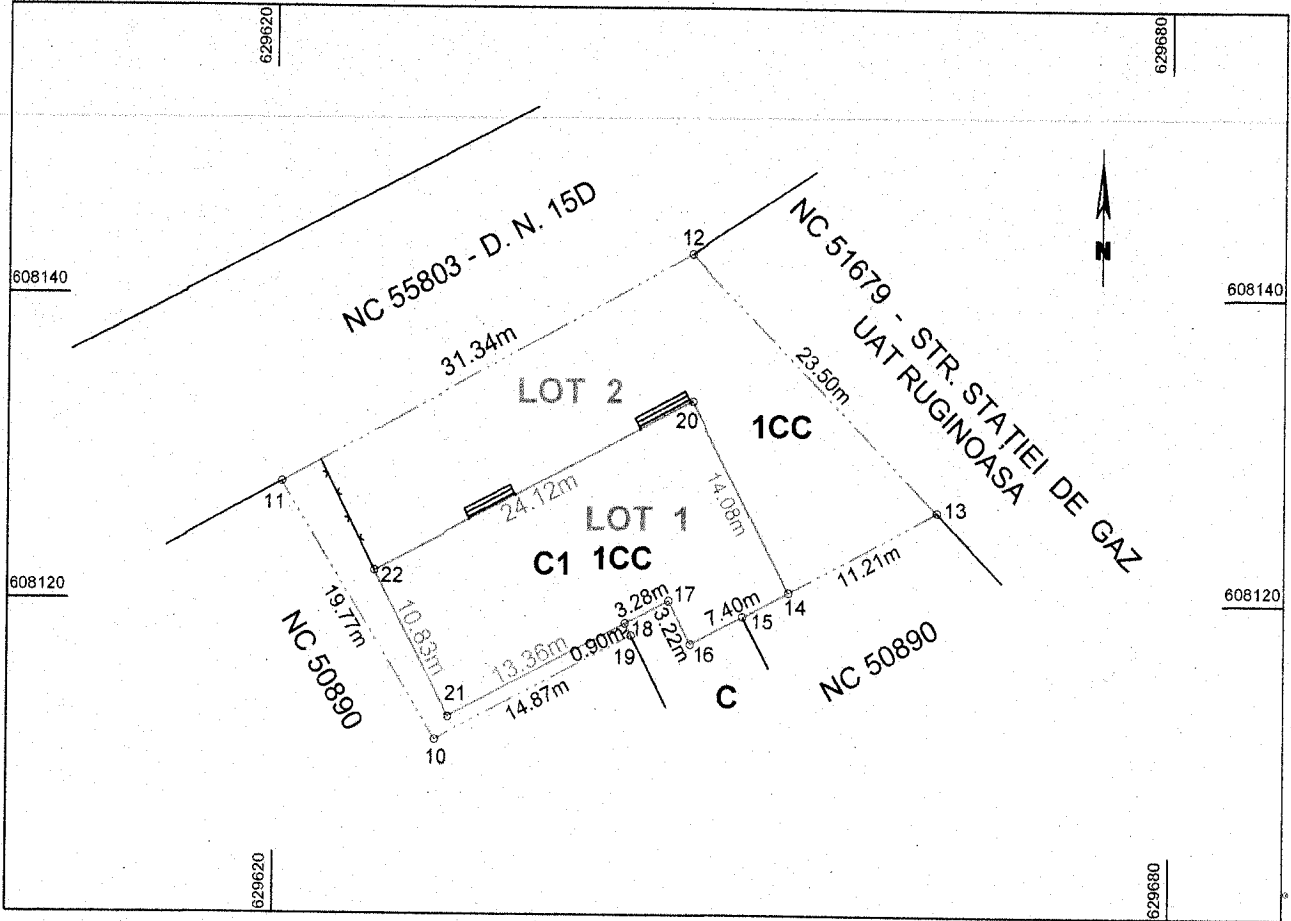 629620
629680
12
NC 55803 - D. N. 15D
NC 51679 - STR. STAȚIEI DE GAZ
UAT RUGINOASA
N
608140
608140
31.34m
23.50m
LOT 2
20
1CC
11
24.12m
14.08m
LOT 1
13
C1 1CC
22
11.21m
608120
608120
19.77m
10.83m
3.28m
17
7.40m
14
15
3.22m
18
0.90m
19
16
13.36m
14.87m
NC 50890
NC 50890
C
21
10
629620
629680